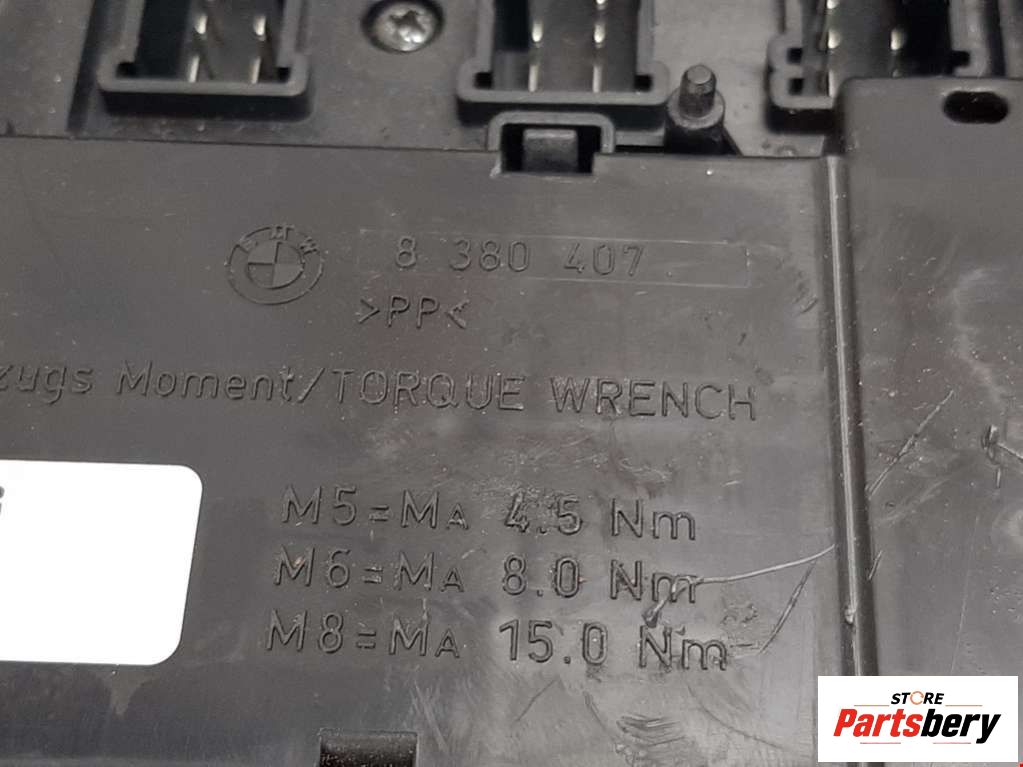 BMW
8 380 407
>PP<
zugs Moment/TORQUE WRENCH
M5=MA 4.5 Nm
M6=MA 8.0 Nm
M8=MA 15.0 Nm
STORE
Partsbery